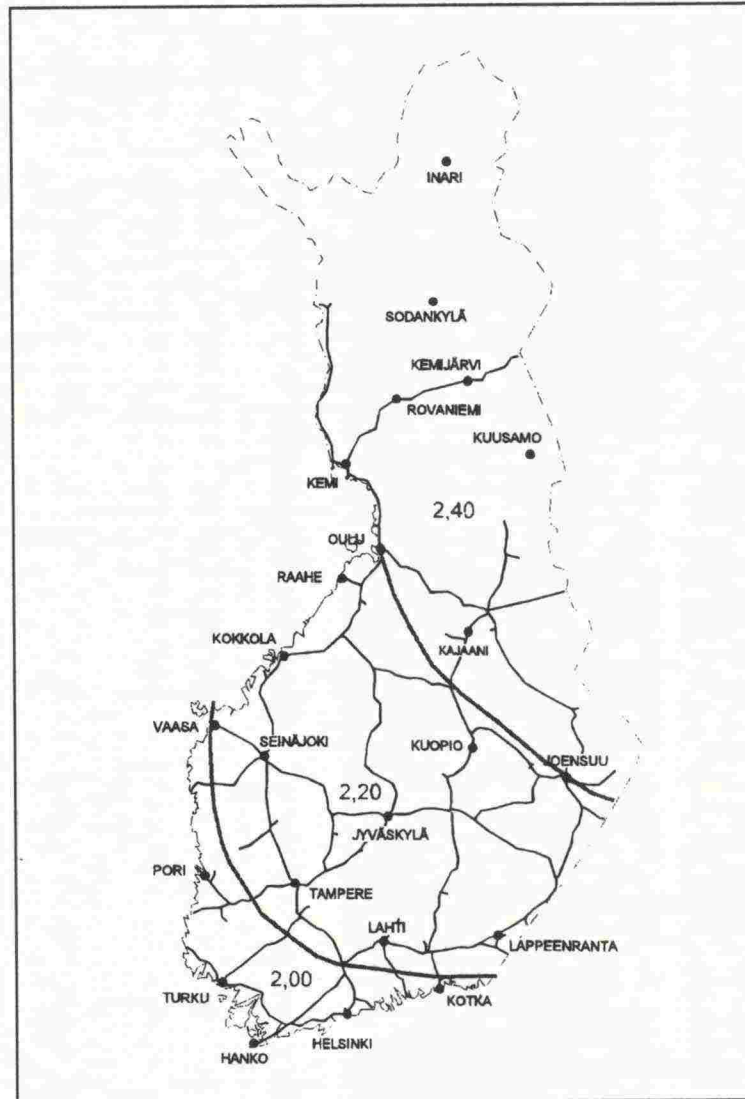 INARI
SODANKYLÄ
KEMIJÄRVI
ROVANIEMI
KUUSAMO
KEMI
2,40
OULU
RAAHE
KOKKOLA
KAJAANI
VAASA
SEINÄJOKI
KUOPIO
JOENSUU
2,20
JYVÄSKYLÄ
PORI
TAMPERE
LAHTI
LAPPEENRANTA
2,00
TURKU
KOTKA
HELSINKI
HANKO